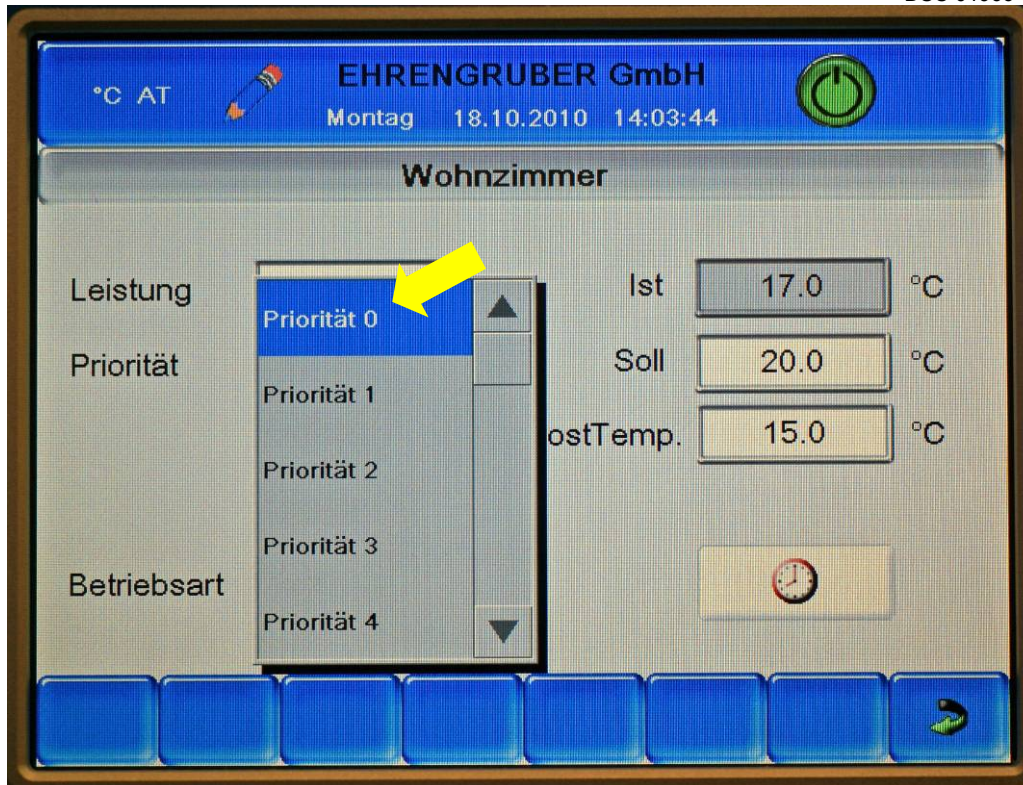 °C AT
EHRENGRUBER GmbH
Montag 18.10.2010 14:03:44
Wohnzimmer
Leistung
Priorität
Betriebsart
Priorität 0
Priorität 1
Priorität 2
Priorität 3
Priorität 4
Ist 17.0 °C
Soll 20.0 °C
ostTemp. 15.0 °C